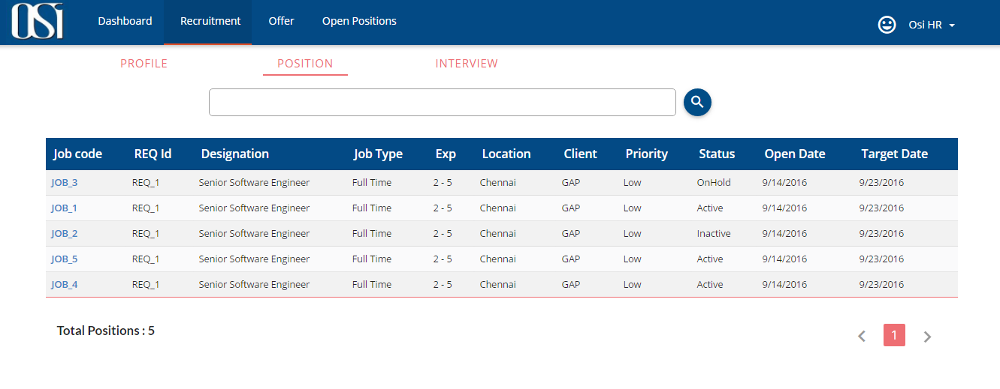 OSi Dashboard Recruitment Offer Open Positions Osi HR
PROFILE POSITION INTERVIEW
Job code REQ Id Designation Job Type Exp Location Client Priority Status Open Date Target Date
JOB_3 REQ_1 Senior Software Engineer Full Time 2 - 5 Chennai GAP Low OnHold 9/14/2016 9/23/2016
JOB_1 REQ_1 Senior Software Engineer Full Time 2 - 5 Chennai GAP Low Active 9/14/2016 9/23/2016
JOB_2 REQ_1 Senior Software Engineer Full Time 2 - 5 Chennai GAP Low Inactive 9/14/2016 9/23/2016
JOB_5 REQ_1 Senior Software Engineer Full Time 2 - 5 Chennai GAP Low Active 9/14/2016 9/23/2016
JOB_4 REQ_1 Senior Software Engineer Full Time 2 - 5 Chennai GAP Low Active 9/14/2016 9/23/2016
Total Positions : 5 1